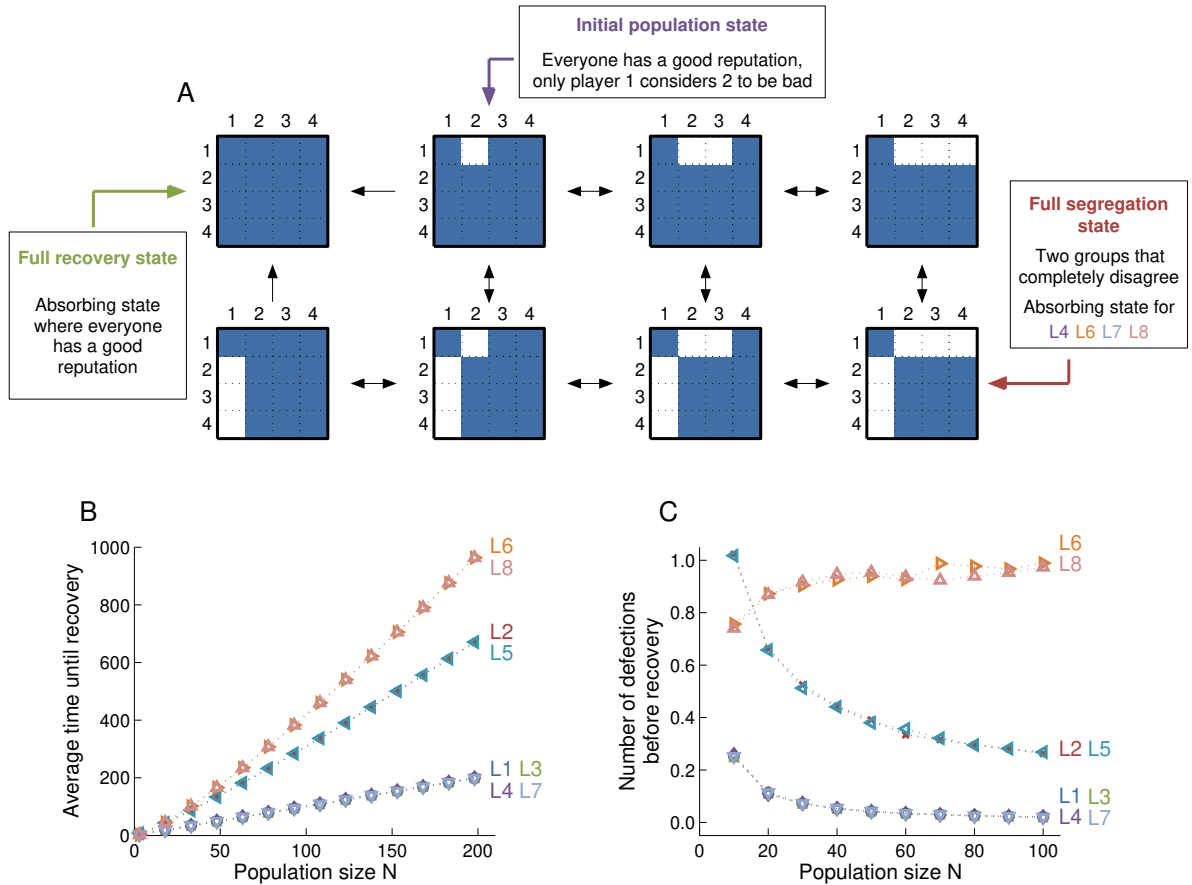 Initial population state
Everyone has a good reputation,
only player 1 considers 2 to be bad
A
1 2 3 4
1 2 3 4
1 2 3 4
1 2 3 4
1
2
3
4
1
2
3
4
1
2
3
4
1
2
3
4
Full recovery state
Absorbing state
where everyone
has a good
reputation
Full segregation
state
Two groups that
completely disagree
Absorbing state for
L4 L6 L7 L8
1 2 3 4
1 2 3 4
1 2 3 4
1 2 3 4
1
2
3
4
1
2
3
4
1
2
3
4
1
2
3
4
B
Average time until recovery
1000
800
600
400
200
0
0 50 100 150 200
Population size N
L6
L8
L2
L5
L1 L3
L4 L7
C
Number of defections
before recovery
1.0
0.8
0.6
0.4
0.2
0.0
0 20 40 60 80 100
Population size N
L6
L8
L2 L5
L1 L3
L4 L7